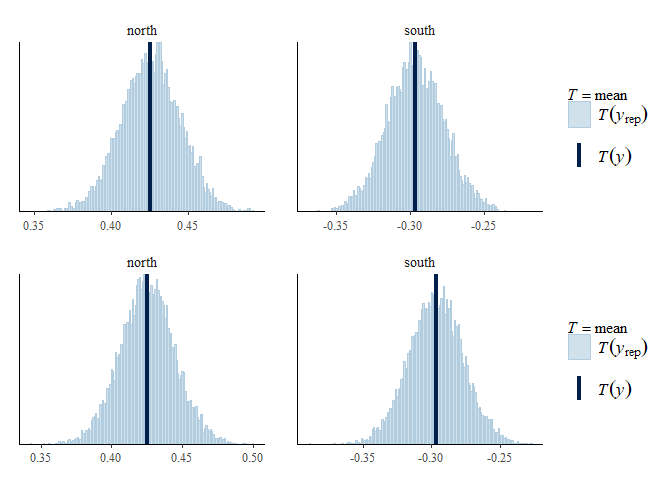 north
south
0.35 0.40 0.45
-0.35 -0.30 -0.25
T = mean
T(yrep)
T(y)
north
south
0.35 0.40 0.45 0.50
-0.35 -0.30 -0.25
T = mean
T(yrep)
T(y)